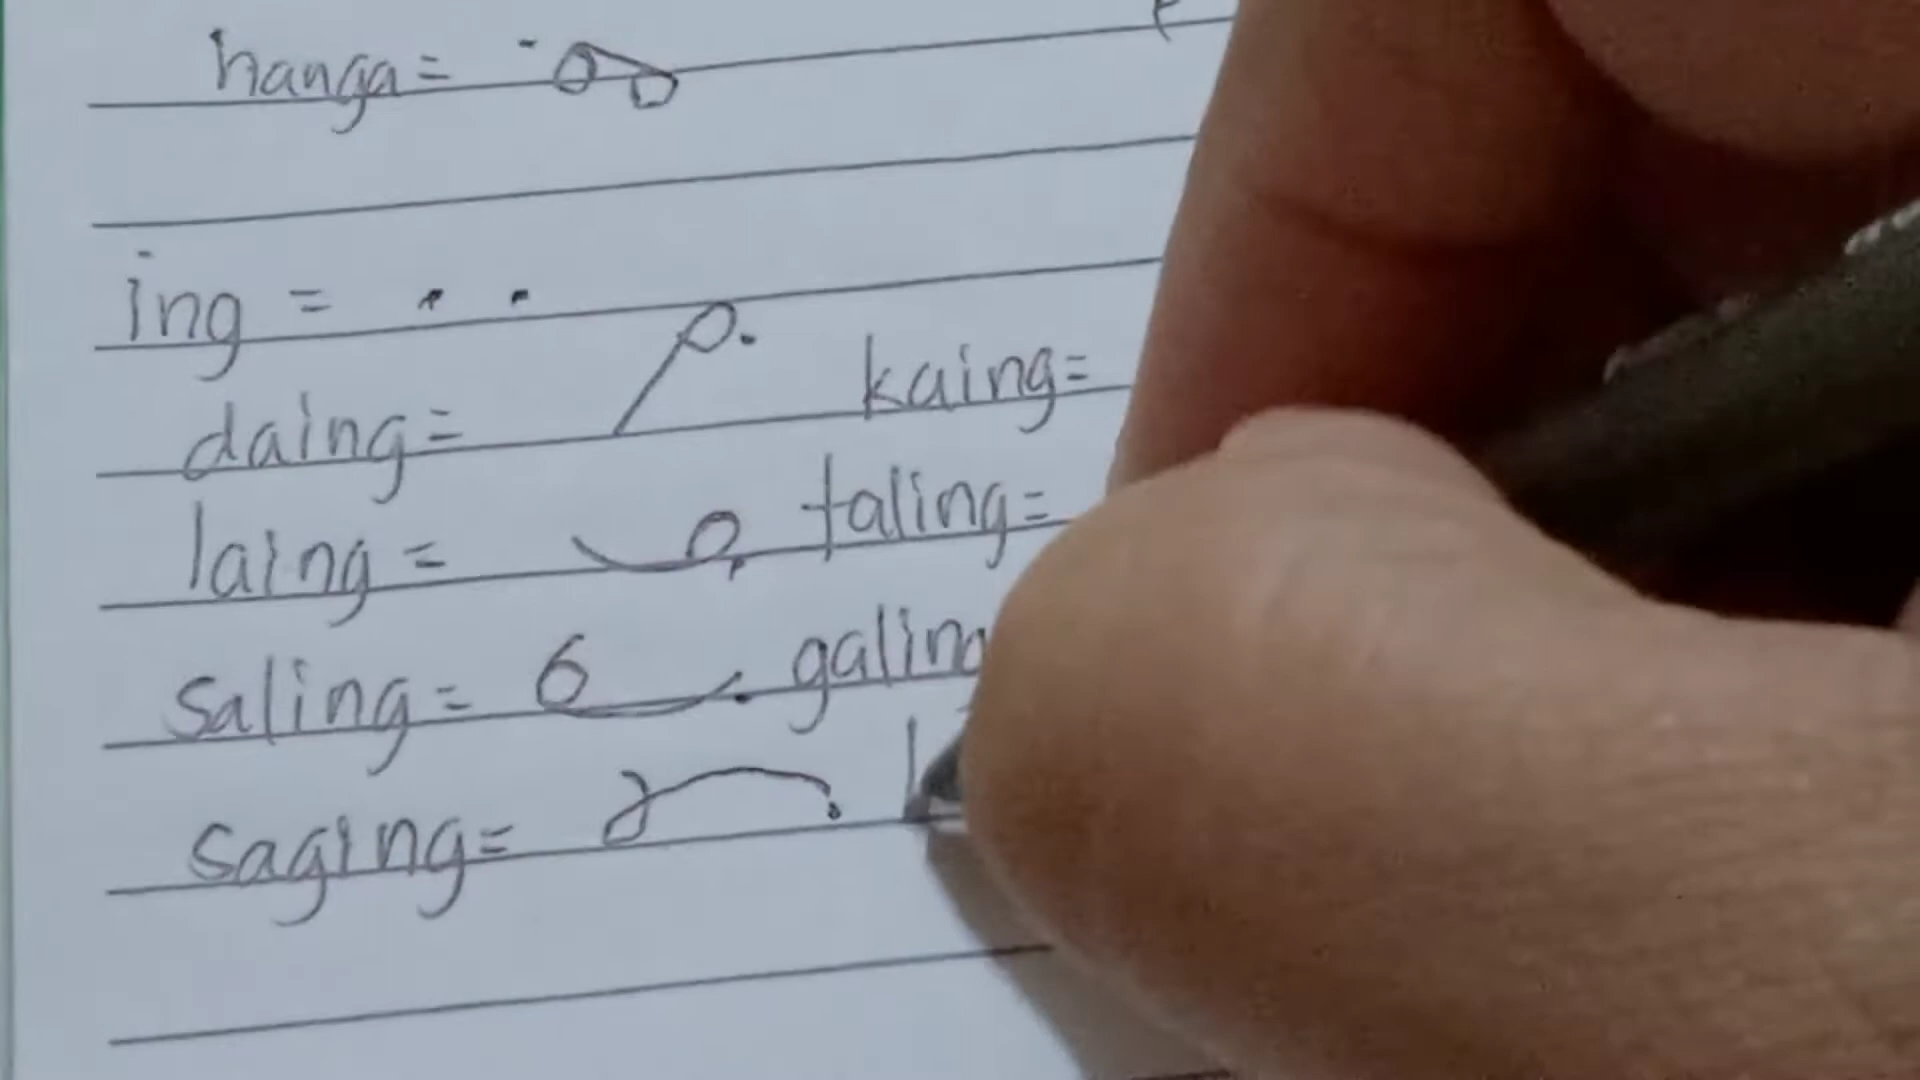 hanga =
ing =
daing = kaing =
laing = taling =
saling = galing
saging =